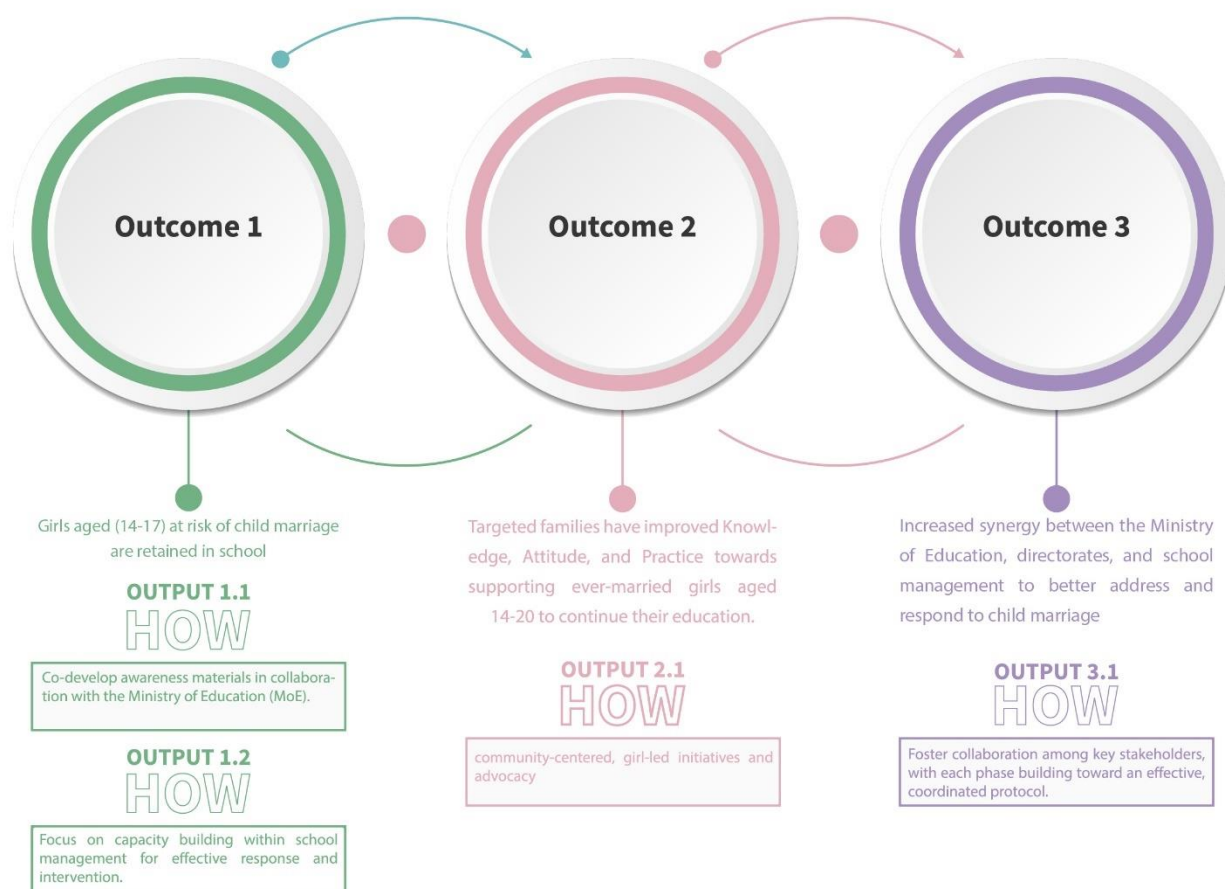 Outcome 1
Outcome 2
Outcome 3
Girls aged (14-17) at risk of child marriage
are retained in school
OUTPUT 1.1
HOW
Co-develop awareness materials in collabora-
tion with the Ministry of Education (MoE).
OUTPUT 1.2
HOW
Focus on capacity building within school
management for effective response and
intervention.
Targeted families have improved Knowl-
edge, Attitude, and Practice towards
supporting ever-married girls aged
14-20 to continue their education.
OUTPUT 2.1
HOW
community-centered, girl-led initiatives and
advocacy
Increased synergy between the Ministry
of Education, directorates, and school
management to better address and
respond to child marriage
OUTPUT 3.1
HOW
Foster collaboration among key stakeholders,
with each phase building toward an effective,
coordinated protocol.